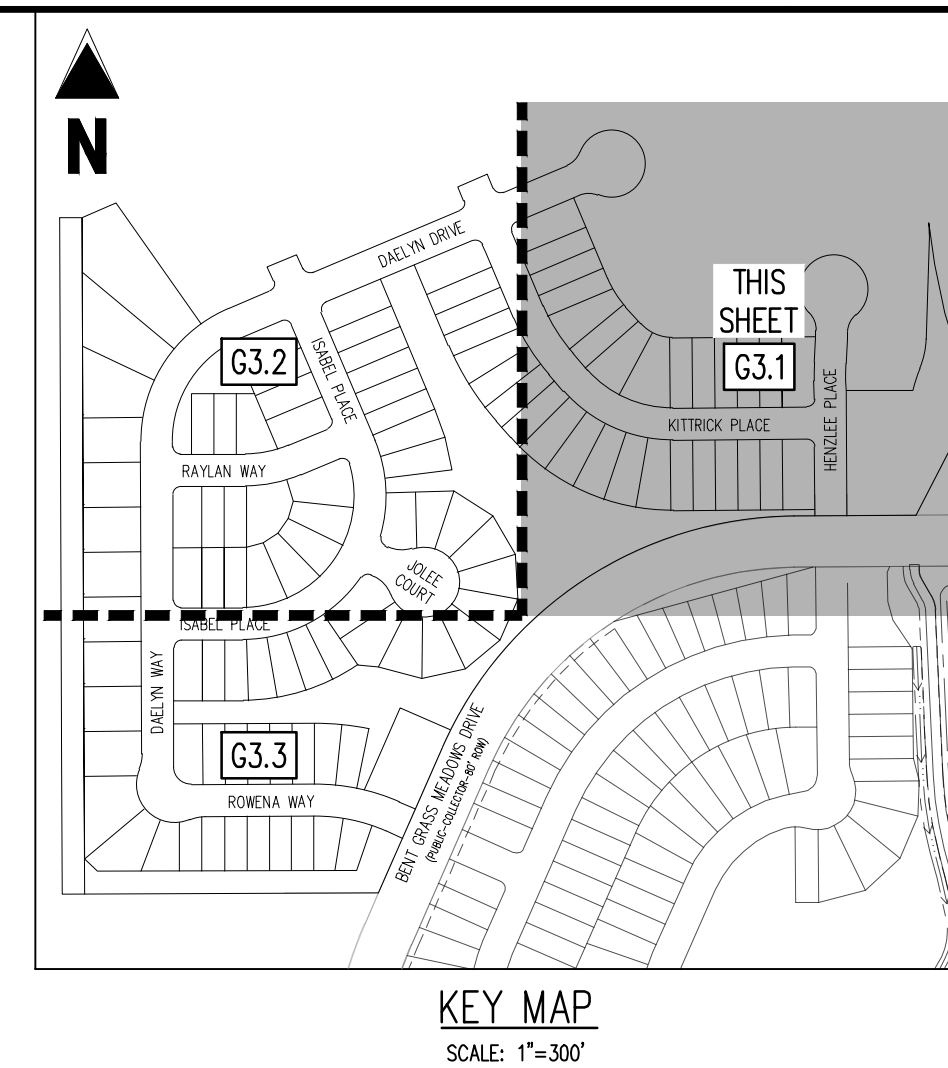 N
DAELYN DRIVE
THIS
SHEET
G3.1
G3.2
ISABEL PLACE
HENZLEE PLACE
KITTRICK PLACE
RAYLAN WAY
JOLEE
COURT
ISABEL PLACE
DAELYN WAY
G3.3
ROWENA WAY
BENT GRASS MEADOWS DRIVE
(PUBLIC-COLLECTOR-80' ROW)
KEY MAP
SCALE: 1"=300'